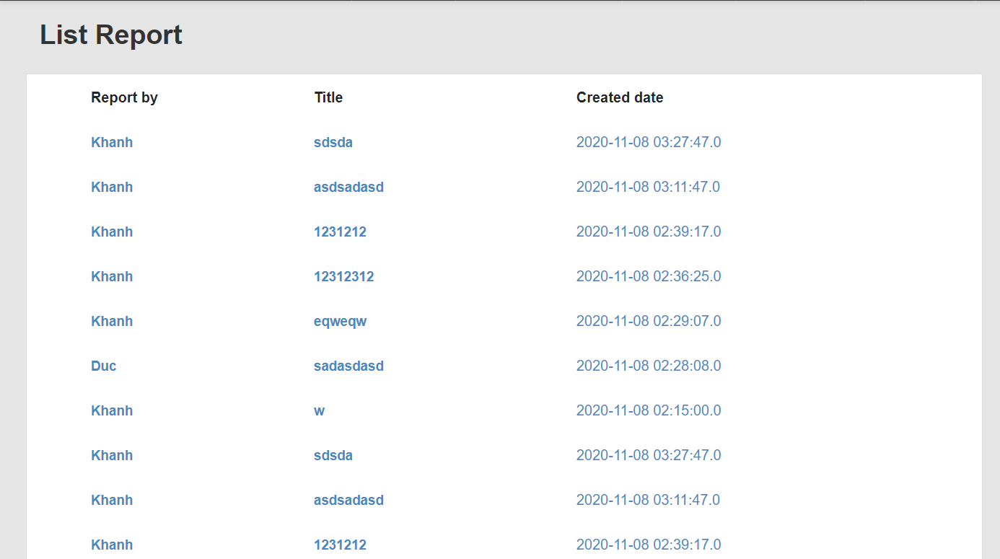 List Report
Report by Title Created date
Khanh sdsda 2020-11-08 03:27:47.0
Khanh asdsadasd 2020-11-08 03:11:47.0
Khanh 1231212 2020-11-08 02:39:17.0
Khanh 12312312 2020-11-08 02:36:25.0
Khanh eqweqw 2020-11-08 02:29:07.0
Duc sadasdasd 2020-11-08 02:28:08.0
Khanh w 2020-11-08 02:15:00.0
Khanh sdsda 2020-11-08 03:27:47.0
Khanh asdsadasd 2020-11-08 03:11:47.0
Khanh 1231212 2020-11-08 02:39:17.0